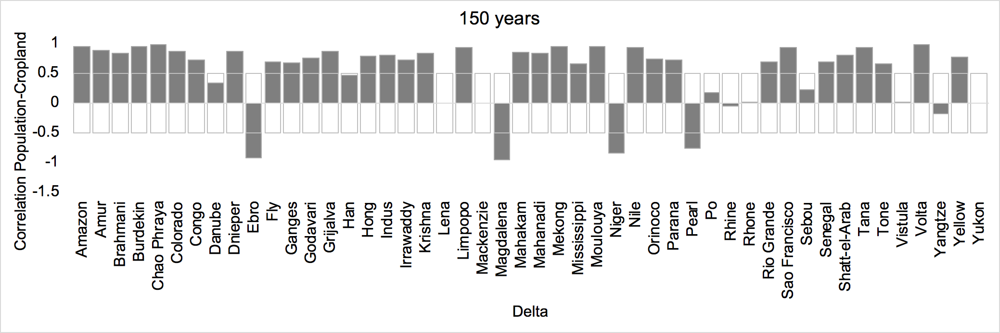 150 years
Correlation Population-Cropland
1
0.5
0
-0.5
-1
-1.5
Amazon
Amur
Brahmani
Burdekin
Chao Phraya
Colorado
Congo
Danube
Dnieper
Ebro
Fly
Ganges
Godavari
Grijalva
Han
Hong
Indus
Irrawaddy
Krishna
Lena
Limpopo
Mackenzie
Magdalena
Mahakam
Mahanadi
Mekong
Mississippi
Moulouya
Niger
Nile
Orinoco
Parana
Pearl
Po
Rhine
Rhone
Rio Grande
Sao Francisco
Sebou
Senegal
Shatt-el-Arab
Tana
Tone
Vistula
Volta
Yangtze
Yellow
Yukon
Delta